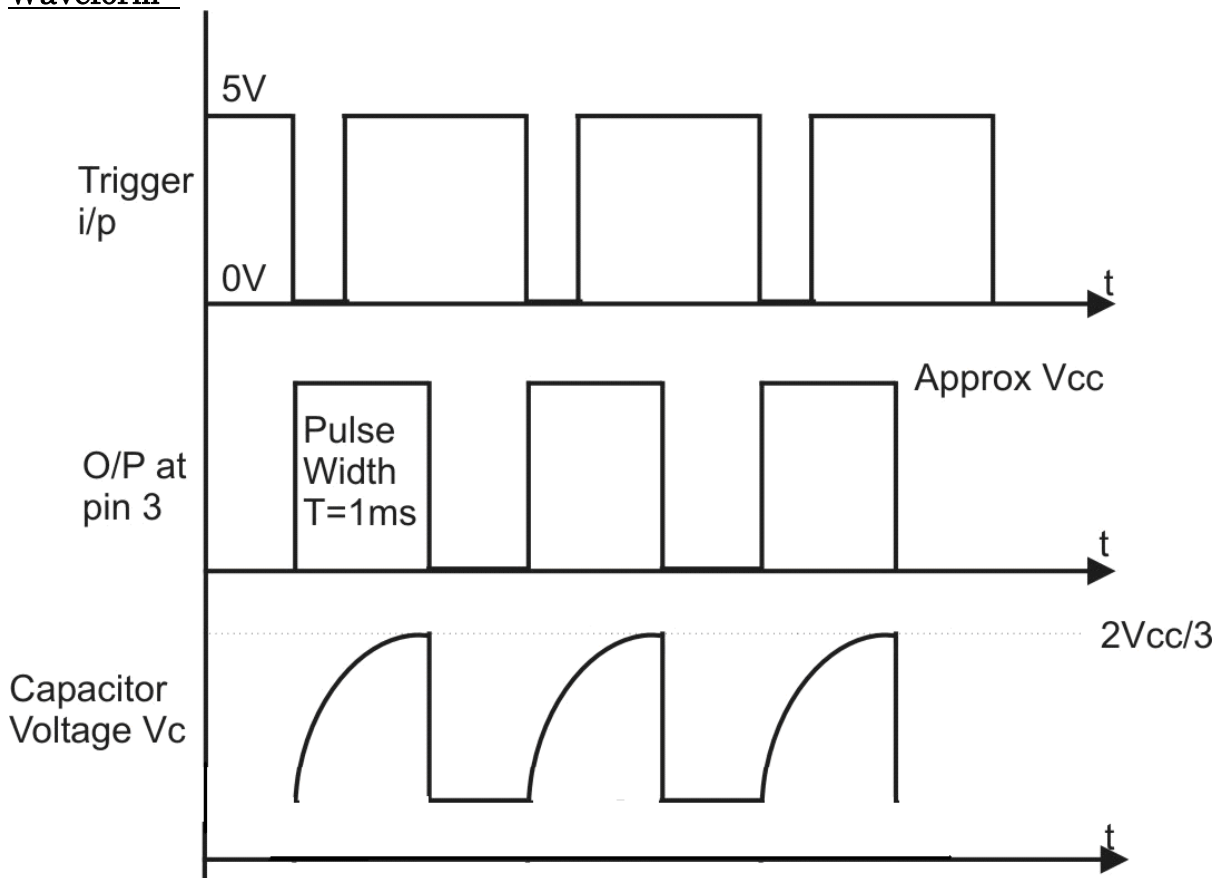 Waveform
5V
Trigger
i/p
0V
t
Approx Vcc
Pulse
Width
T=1ms
O/P at
pin 3
t
2Vcc/3
Capacitor
Voltage Vc
t